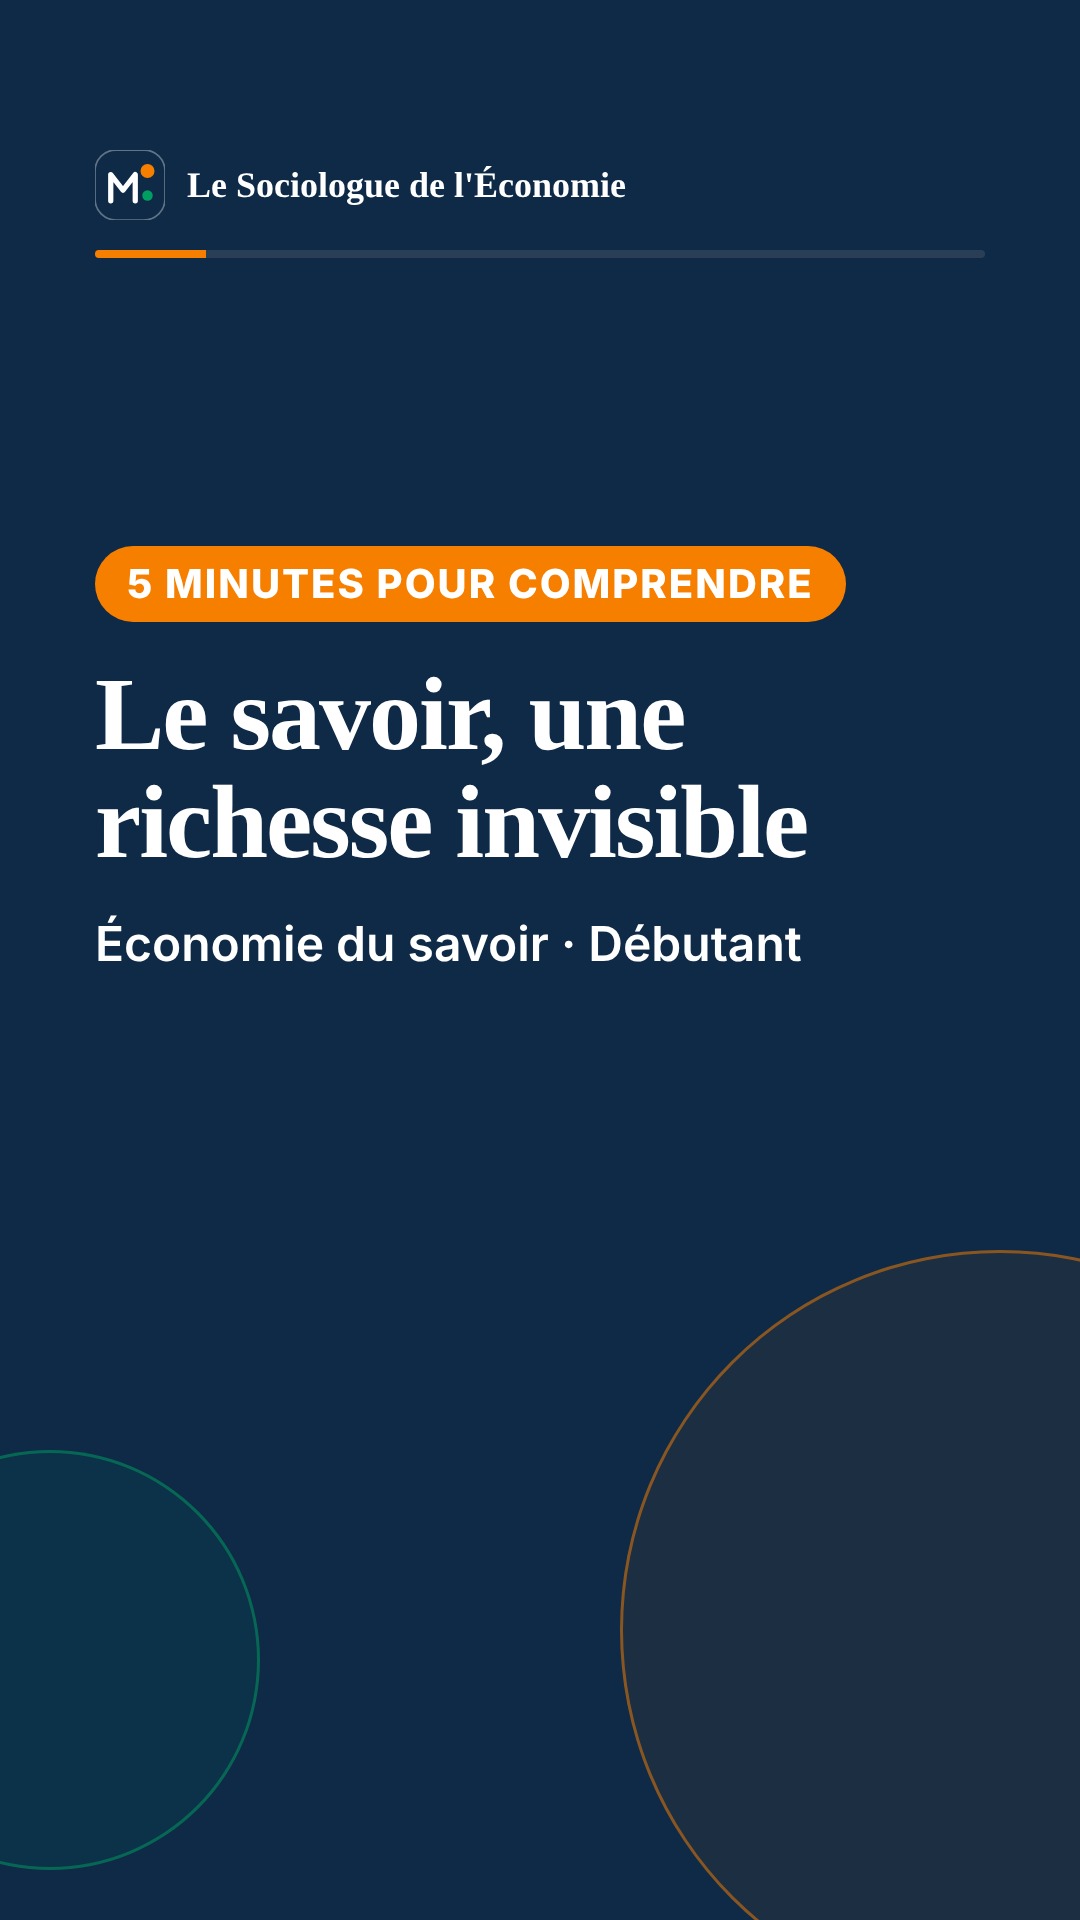 M
Le Sociologue de l'Économie
5 MINUTES POUR COMPRENDRE
Le savoir, une
richesse invisible
Économie du savoir · Débutant